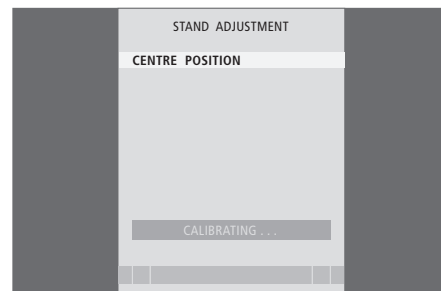 STAND ADJUSTMENT
CENTRE POSITION
CALIBRATING . . .